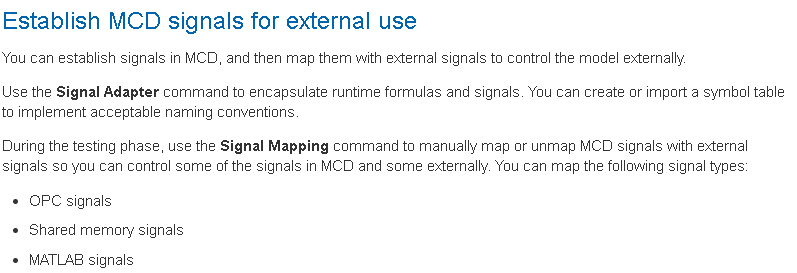 Establish MCD signals for external use
You can establish signals in MCD, and then map them with external signals to control the model externally.
Use the Signal Adapter command to encapsulate runtime formulas and signals. You can create or import a symbol table
to implement acceptable naming conventions.
During the testing phase, use the Signal Mapping command to manually map or unmap MCD signals with external
signals so you can control some of the signals in MCD and some externally. You can map the following signal types:
• OPC signals
• Shared memory signals
• MATLAB signals